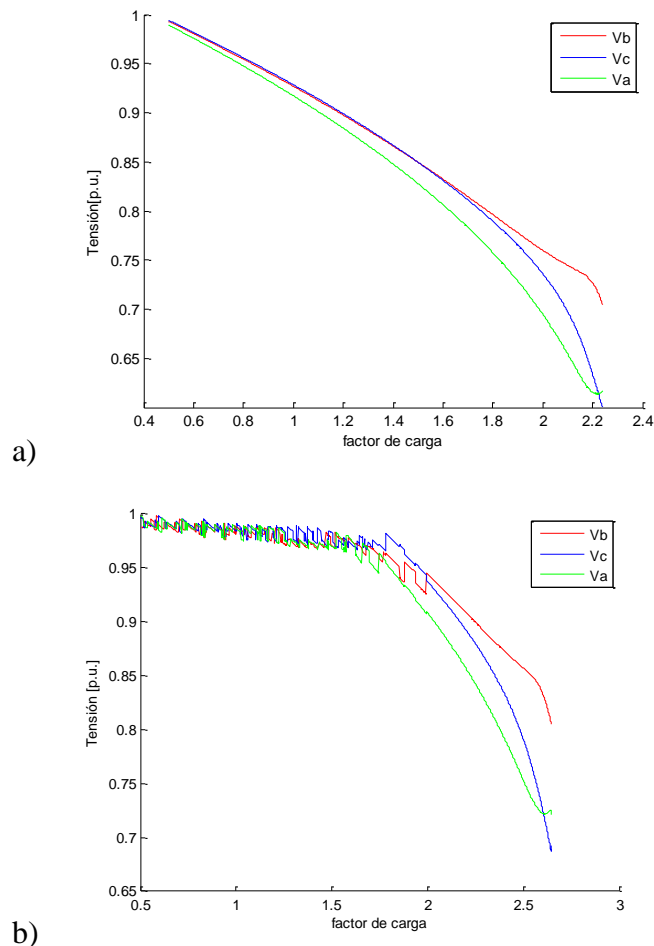 1
0.95
0.9
0.85
0.8
0.75
0.7
0.65
Tensión[p.u.]
Vb
Vc
Va
0.4 0.6 0.8 1 1.2 1.4 1.6 1.8 2 2.2 2.4
factor de carga
a)
1
0.95
0.9
0.85
0.8
0.75
0.7
0.65
Tensión [p.u.]
Vb
Vc
Va
0.5 1 1.5 2 2.5 3
factor de carga
b)